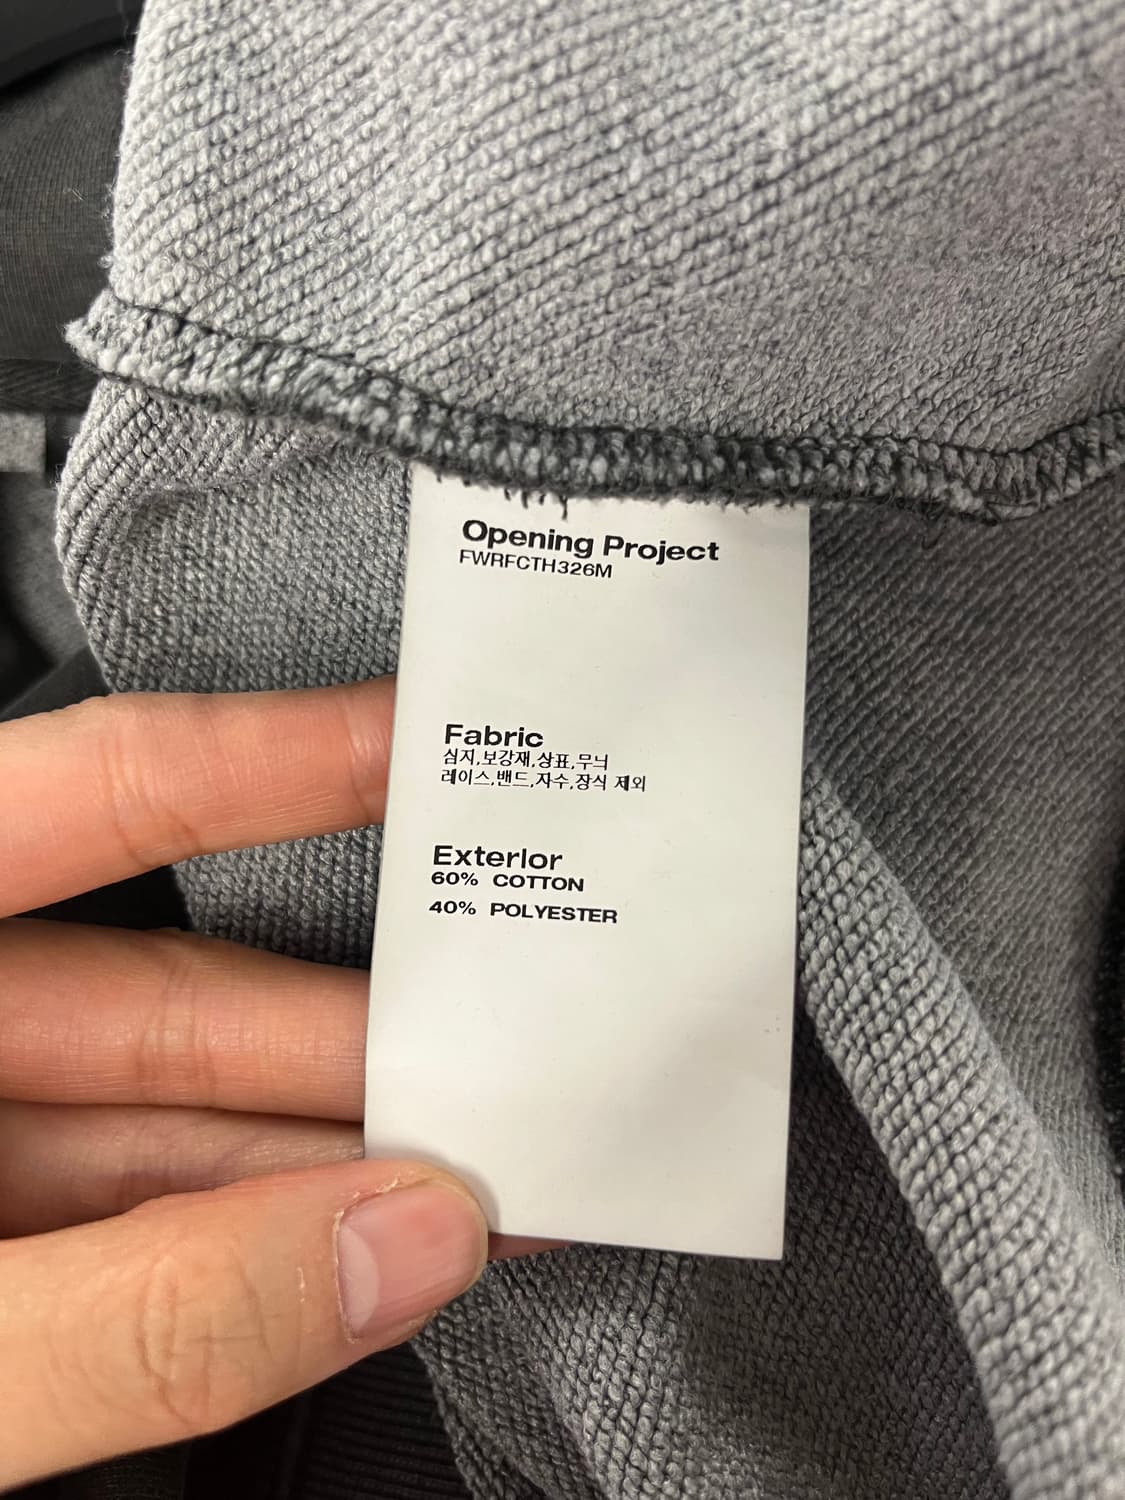 Opening Project
FWRFCTH326M
Fabric
심지,보강재,상표,무늬
레이스,밴드,자수,장식 제외
Exterlor
60% COTTON
40% POLYESTER